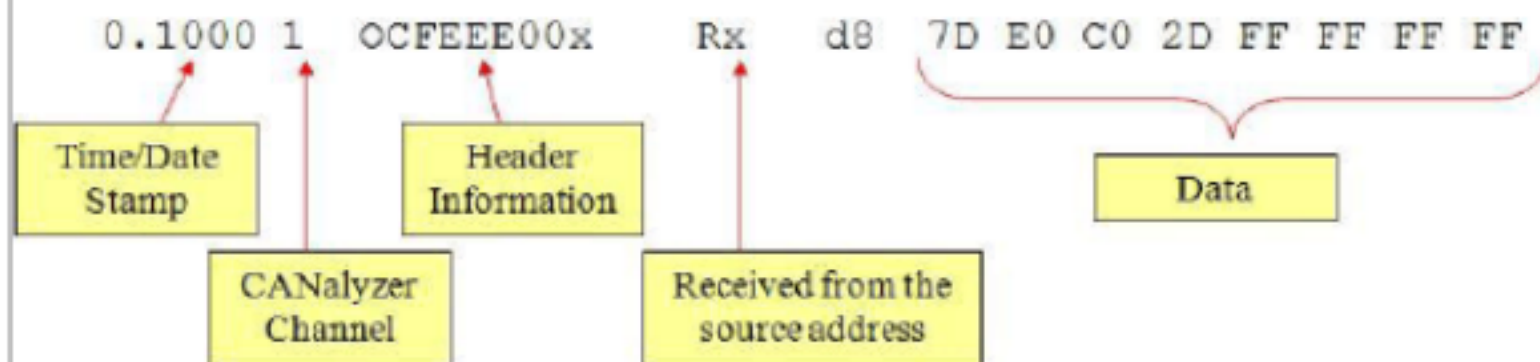 0.1000 1 0CFEEE00x Rx d8 7D E0 C0 2D FF FF FF FF
Time/Date
Stamp
Header
Information
Data
CANalyzer
Channel
Received from the
source address